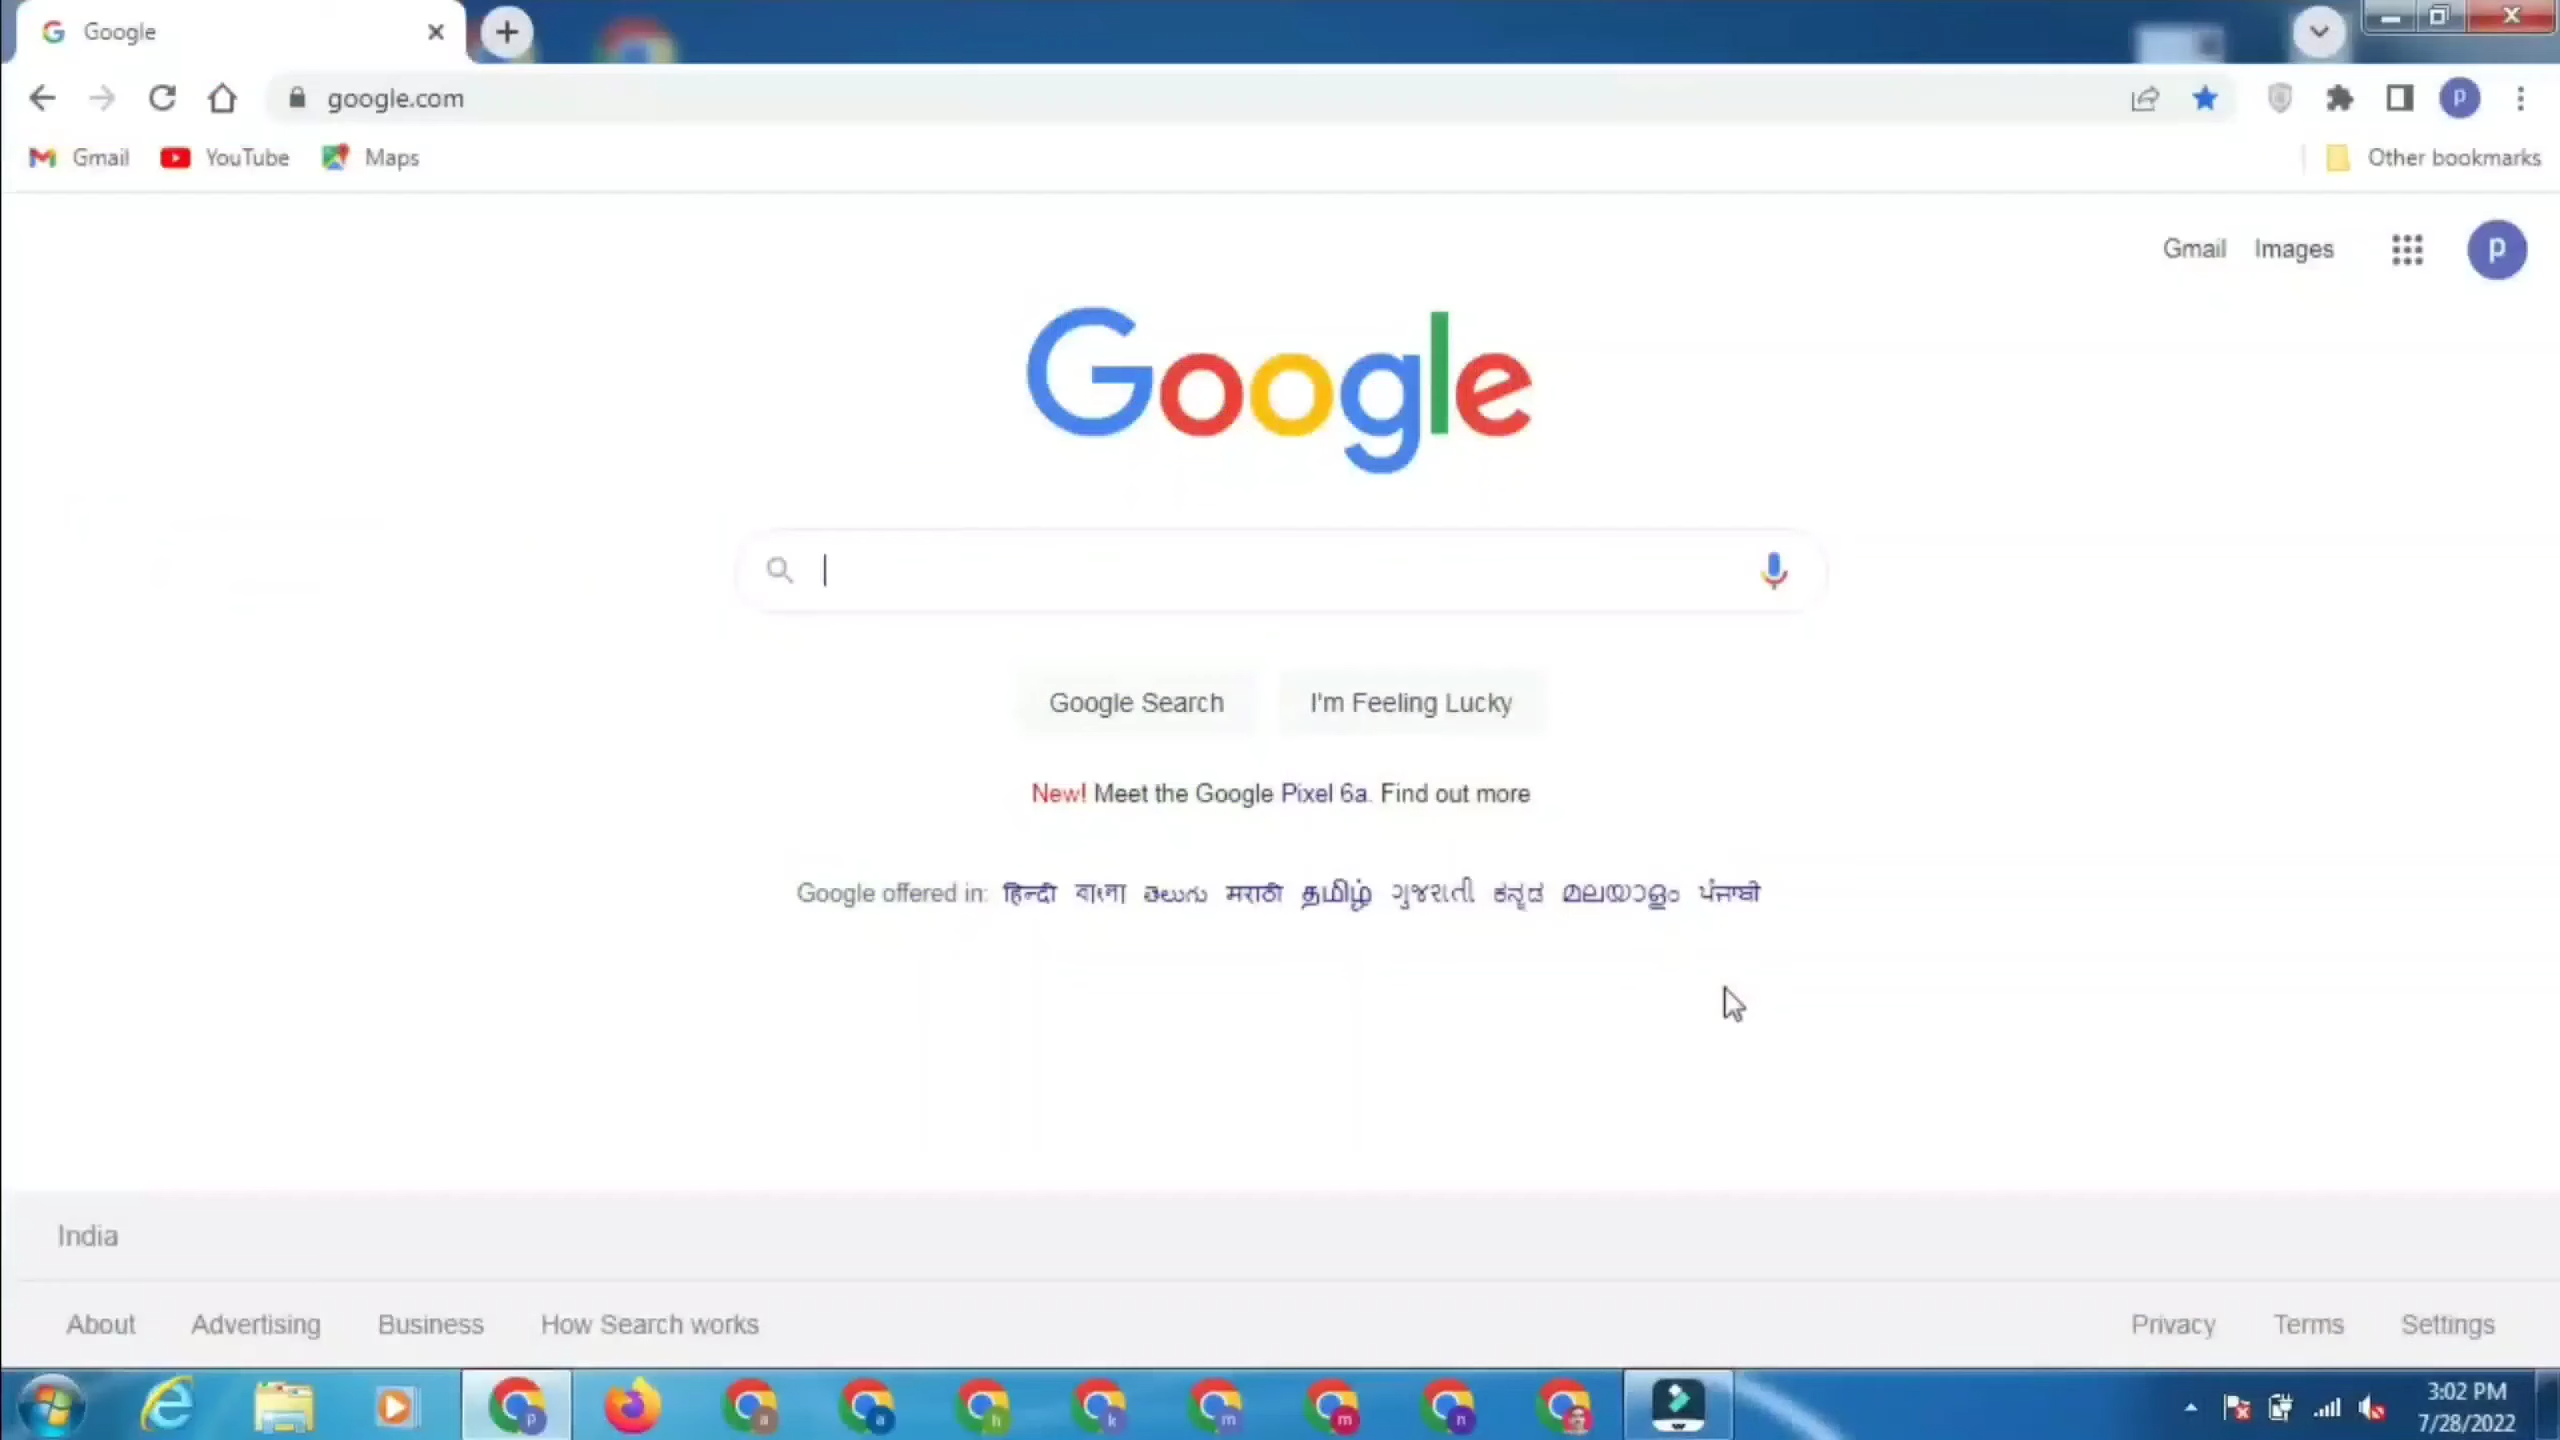 Google
google.com
p
Gmail YouTube Maps Other bookmarks
Gmail Images p
Google
Google Search I'm Feeling Lucky
New! Meet the Google Pixel 6a. Find out more
Google offered in: हिन्दी বাংলা తెలుగు मराठी தமிழ் ગુજરાતી ಕನ್ನಡ മലയാളം ਪੰਜਾਬੀ
India
About Advertising Business How Search works Privacy Terms Settings
p a a h k m m n
3:02 PM
7/28/2022